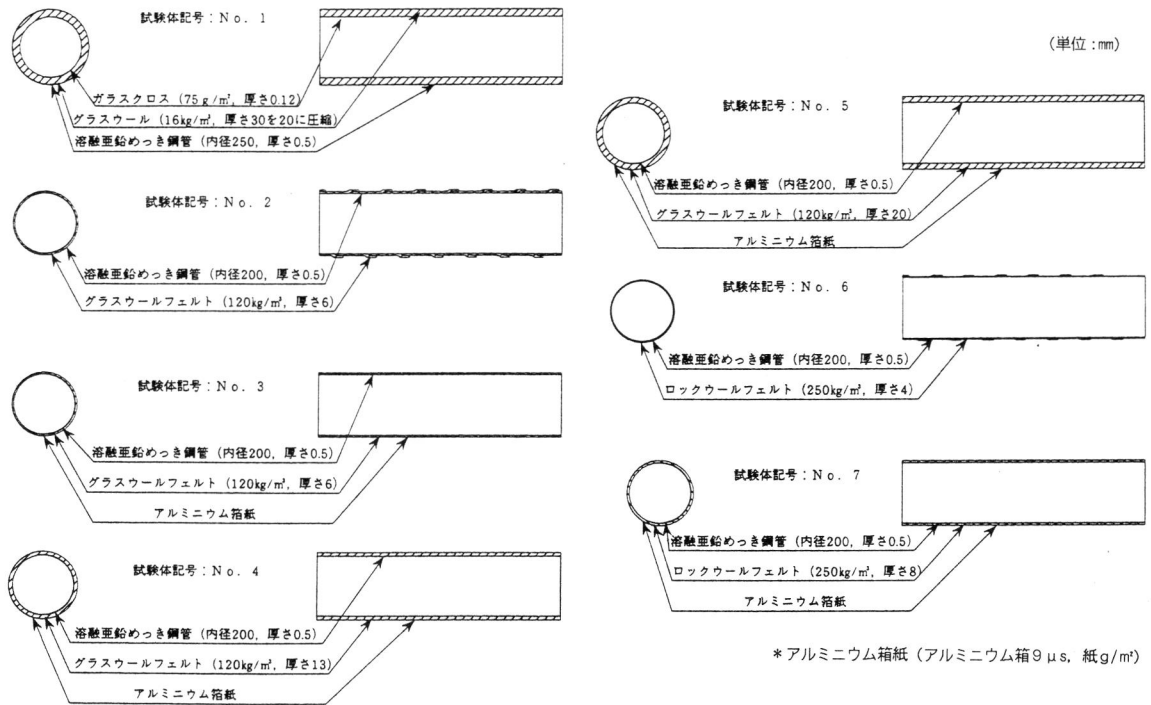 試験体記号：No. 1
ガラスクロス（75g/㎡，厚さ0.12）
グラスウール（16kg/㎥，厚さ30を20に圧縮）
溶融亜鉛めっき鋼管（内径250，厚さ0.5）
試験体記号：No. 2
溶融亜鉛めっき鋼管（内径200，厚さ0.5）
グラスウールフェルト（120kg/㎥，厚さ6）
試験体記号：No. 3
溶融亜鉛めっき鋼管（内径200，厚さ0.5）
グラスウールフェルト（120kg/㎥，厚さ6）
アルミニウム箔紙
試験体記号：No. 4
溶融亜鉛めっき鋼管（内径200，厚さ0.5）
グラスウールフェルト（120kg/㎥，厚さ13）
アルミニウム箔紙
（単位：㎜）
試験体記号：No. 5
溶融亜鉛めっき鋼管（内径200，厚さ0.5）
グラスウールフェルト（120kg/㎥，厚さ20）
アルミニウム箔紙
試験体記号：No. 6
溶融亜鉛めっき鋼管（内径200，厚さ0.5）
ロックウールフェルト（250kg/㎥，厚さ4）
試験体記号：No. 7
溶融亜鉛めっき鋼管（内径200，厚さ0.5）
ロックウールフェルト（250kg/㎥，厚さ8）
アルミニウム箔紙
＊アルミニウム箱紙（アルミニウム箱9μs，紙g/㎡）